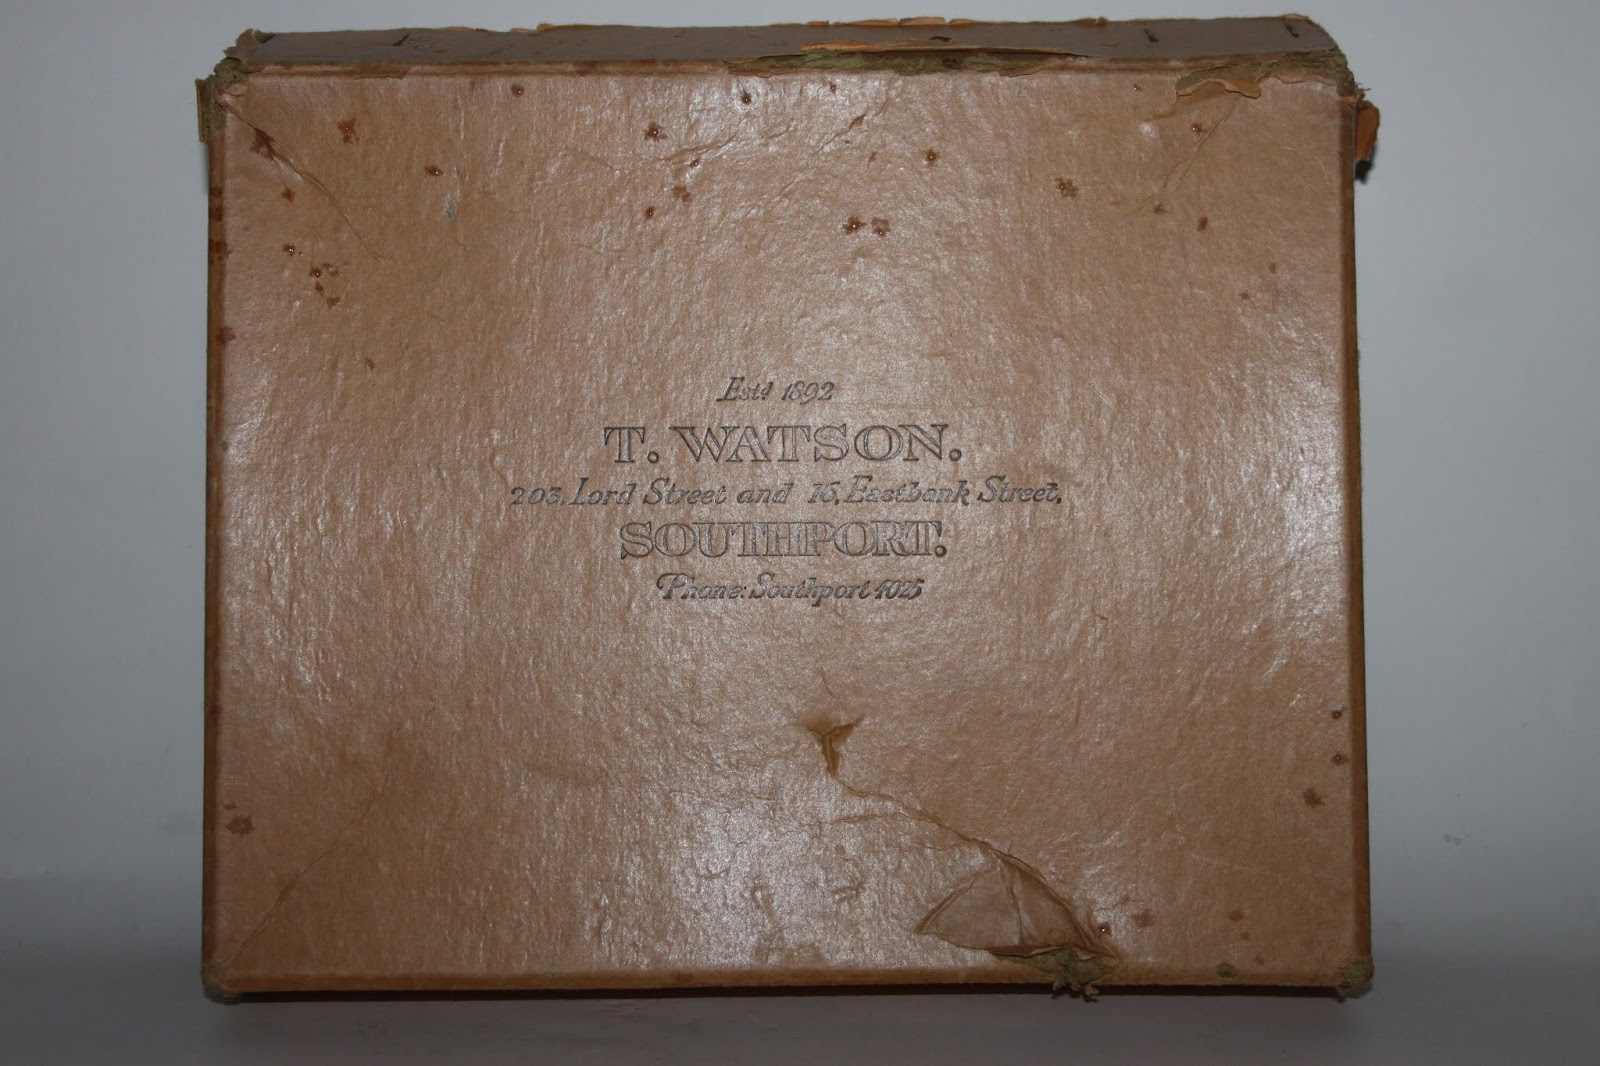 Estd 1892
T. WATSON.
203, Lord Street and 16, Eastbank Street,
SOUTHPORT.
Phone: Southport 4025